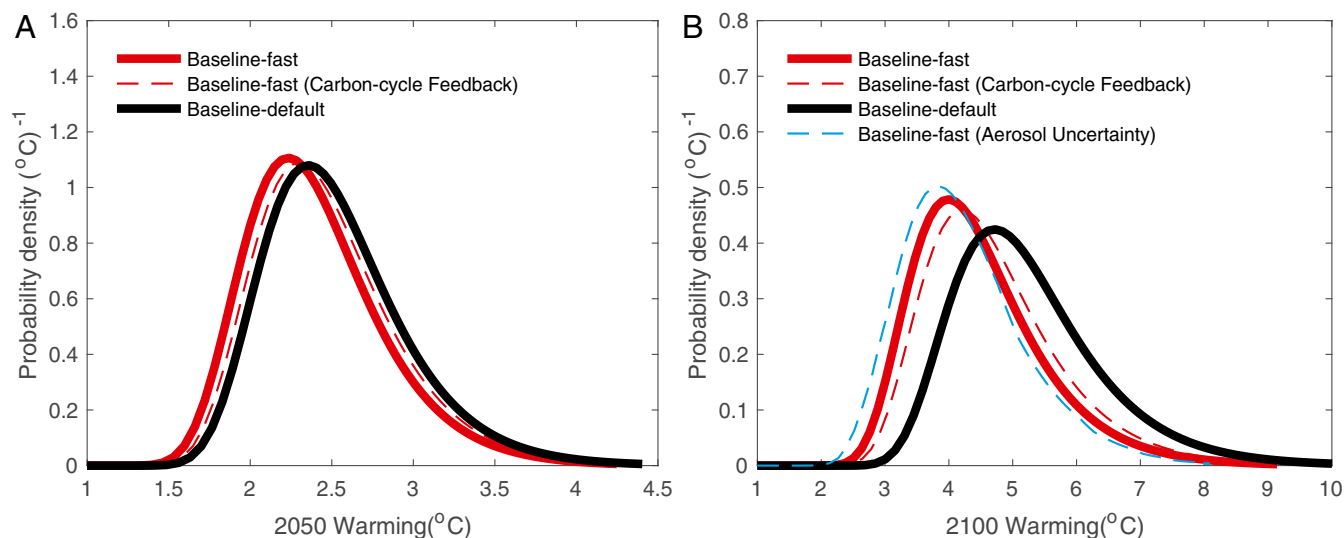 A
Probability density (°C)⁻¹
1.6
1.4
1.2
1
0.8
0.6
0.4
0.2
0
Baseline-fast
Baseline-fast (Carbon-cycle Feedback)
Baseline-default
1 1.5 2 2.5 3 3.5 4 4.5
2050 Warming(°C)
B
Probability density(°C)⁻¹
0.8
0.7
0.6
0.5
0.4
0.3
0.2
0.1
0
Baseline-fast
Baseline-fast (Carbon-cycle Feedback)
Baseline-default
Baseline-fast (Aerosol Uncertainty)
1 2 3 4 5 6 7 8 9 10
2100 Warming(°C)